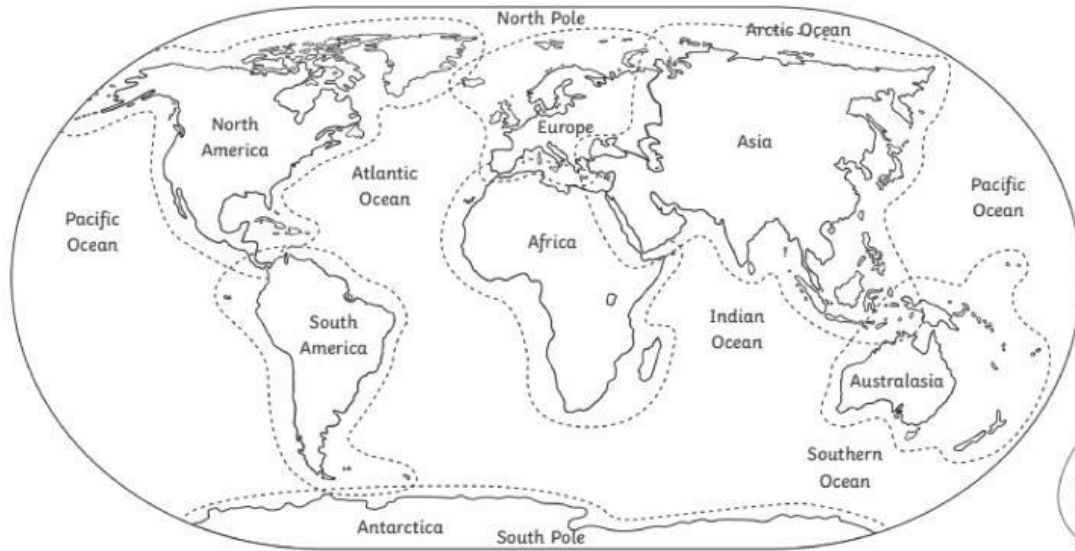 North Pole
Arctic Ocean
North
America
Europe
Asia
Atlantic
Ocean
Pacific
Ocean
Pacific
Ocean
Africa
South
America
Indian
Ocean
Australasia
Southern
Ocean
Antarctica
South Pole